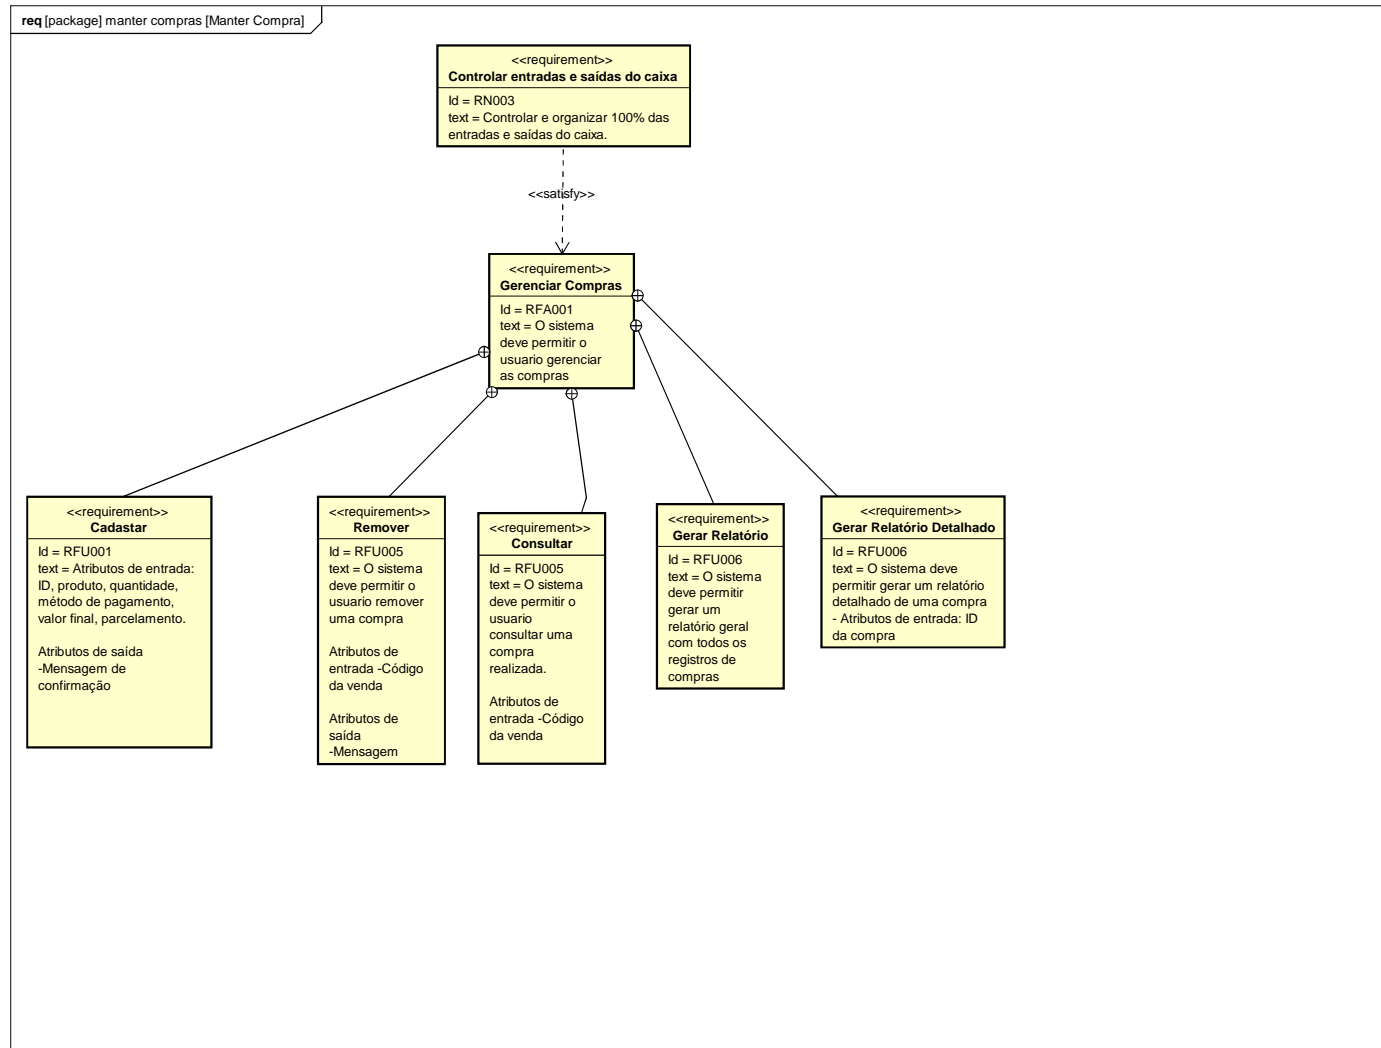 req [package] manter compras [Manter Compra]
<<requirement>>
Controlar entradas e saídas do caixa
Id = RN003
text = Controlar e organizar 100% das
entradas e saídas do caixa.
<<satisfy>>
<<requirement>>
Gerenciar Compras
Id = RFA001
text = O sistema
deve permitir o
usuario gerenciar
as compras
<<requirement>>
Cadastar
Id = RFU001
text = Atributos de entrada:
ID, produto, quantidade,
método de pagamento,
valor final, parcelamento.
Atributos de saída
-Mensagem de
confirmação
<<requirement>>
Remover
Id = RFU005
text = O sistema
deve permitir o
usuario remover
uma compra
Atributos de
entrada -Código
da venda
Atributos de
saída
-Mensagem
<<requirement>>
Consultar
Id = RFU005
text = O sistema
deve permitir o
usuario
consultar uma
compra
realizada.
Atributos de
entrada -Código
da venda
<<requirement>>
Gerar Relatório
Id = RFU006
text = O sistema
deve permitir
gerar um
relatório geral
com todos os
registros de
compras
<<requirement>>
Gerar Relatório Detalhado
Id = RFU006
text = O sistema deve
permitir gerar um relatório
detalhado de uma compra
- Atributos de entrada: ID
da compra